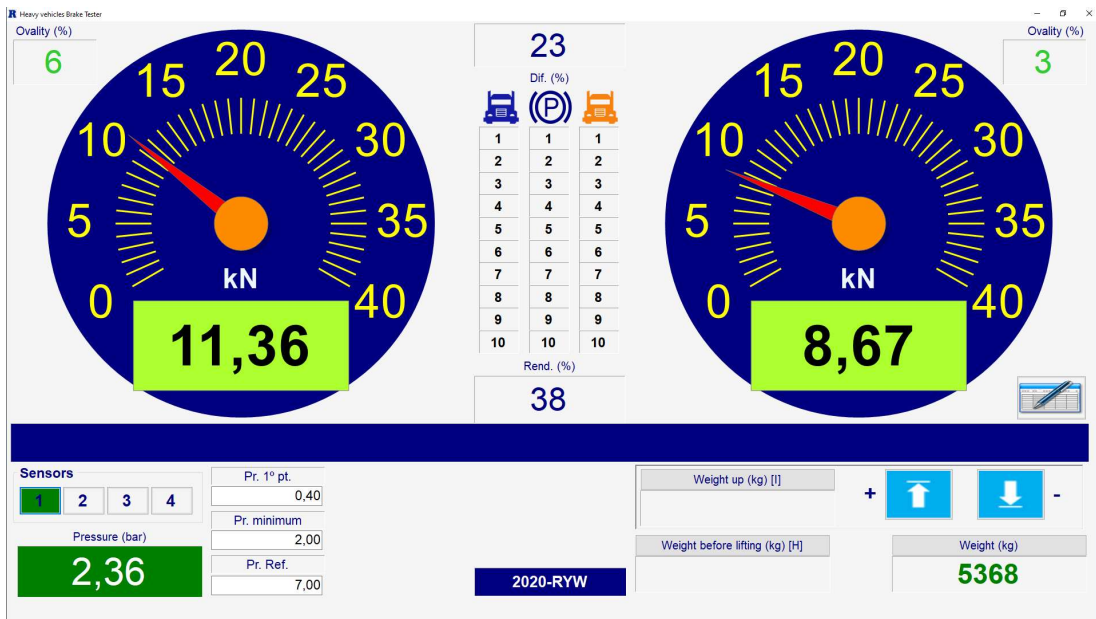 R Heavy vehicles Brake Tester
Ovality (%)
6
0
5
10
15
20
25
30
35
40
kN
11,36
23
Dif. (%)
P
1 1 1
2 2 2
3 3 3
4 4 4
5 5 5
6 6 6
7 7 7
8 8 8
9 9 9
10 10 10
Rend. (%)
38
Ovality (%)
3
0
5
10
15
20
25
30
35
40
kN
8,67
Sensors
1 2 3 4
Pressure (bar)
2,36
Pr. 1º pt.
0,40
Pr. minimum
2,00
Pr. Ref.
7,00
2020-RYW
Weight up (kg) [I]
+ -
Weight before lifting (kg) [H]
Weight (kg)
5368